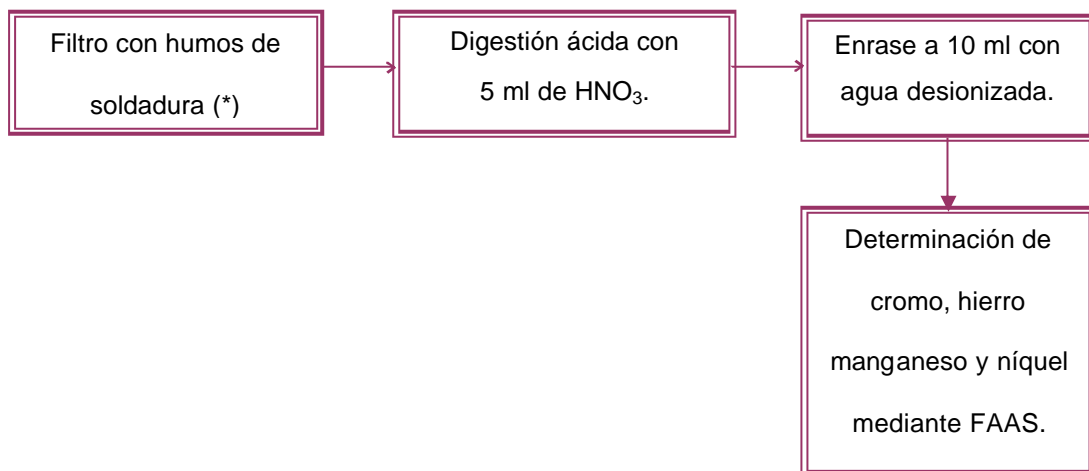 Filtro con humos de
soldadura (*)
Digestión ácida con
5 ml de HNO₃.
Enrase a 10 ml con
agua desionizada.
Determinación de
cromo, hierro
manganeso y níquel
mediante FAAS.